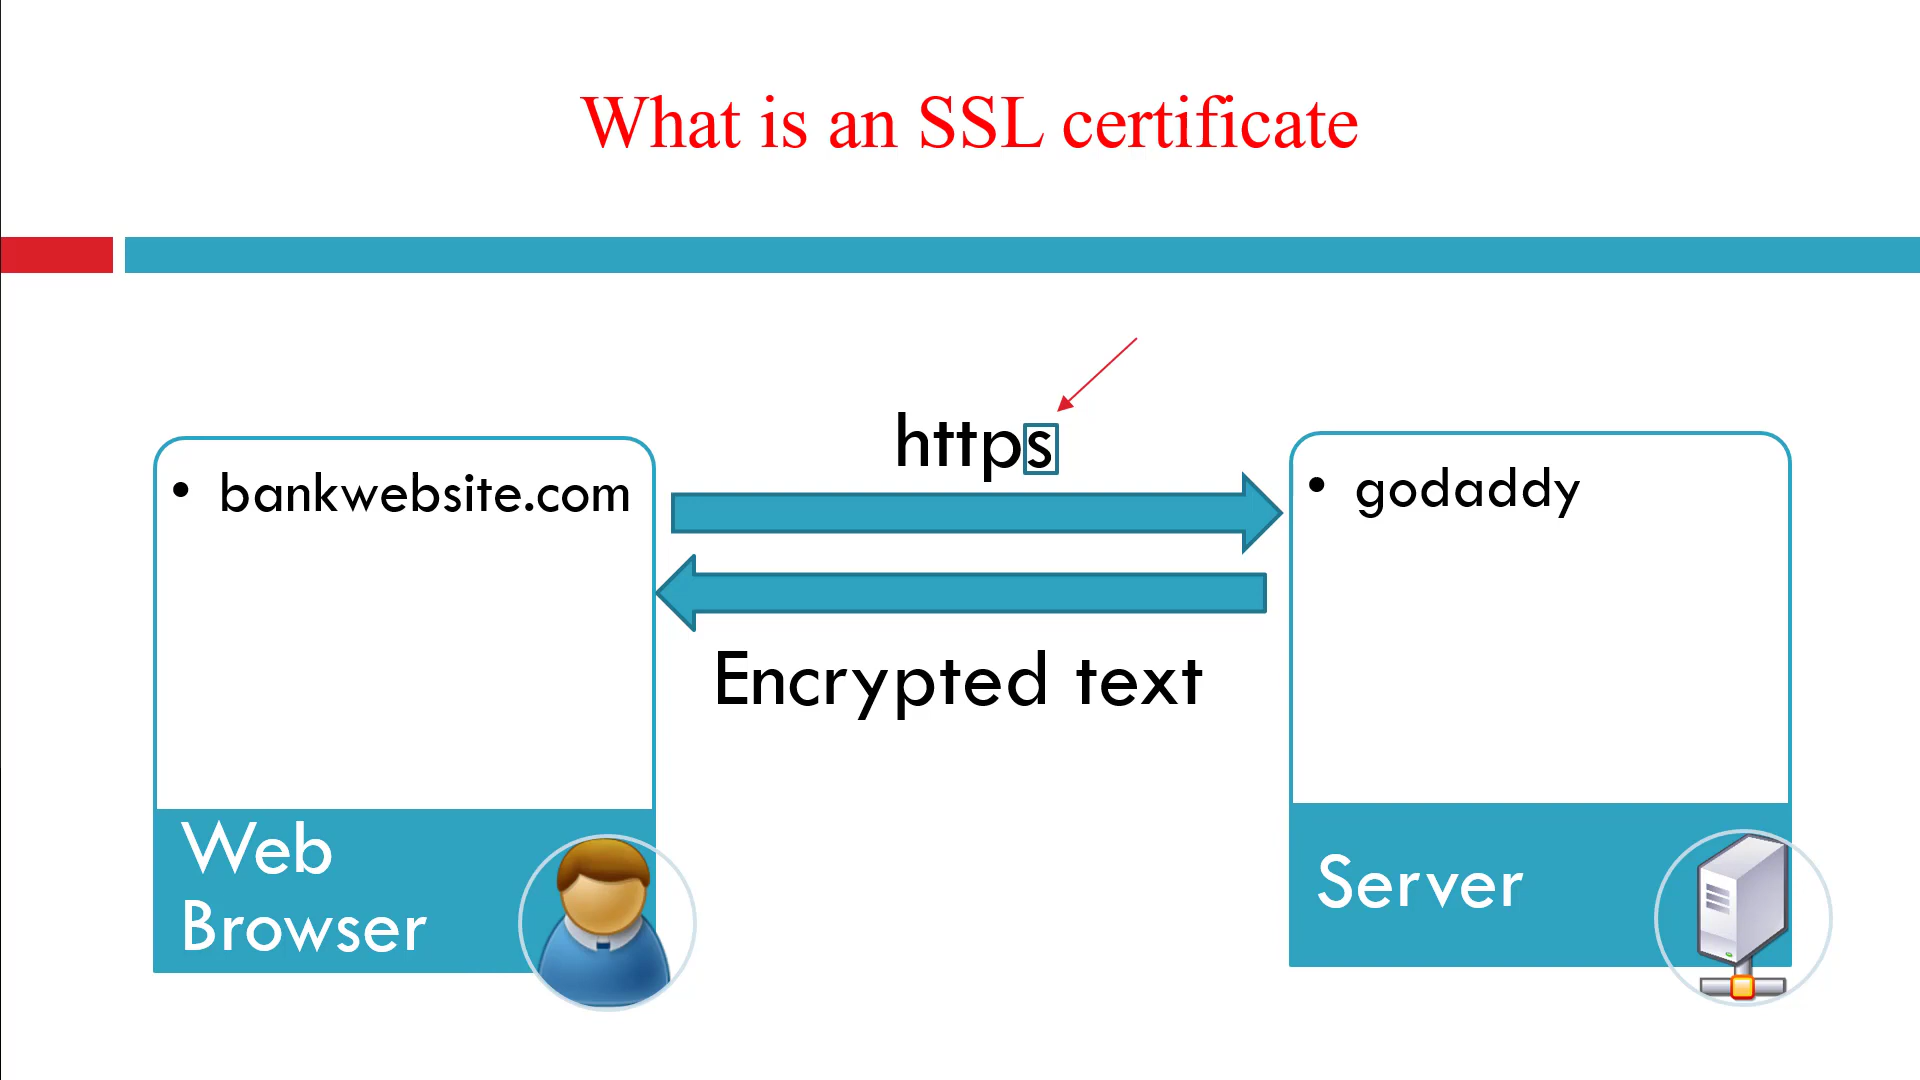 What is an SSL certificate
https
• bankwebsite.com
• godaddy
Encrypted text
Web
Browser
Server